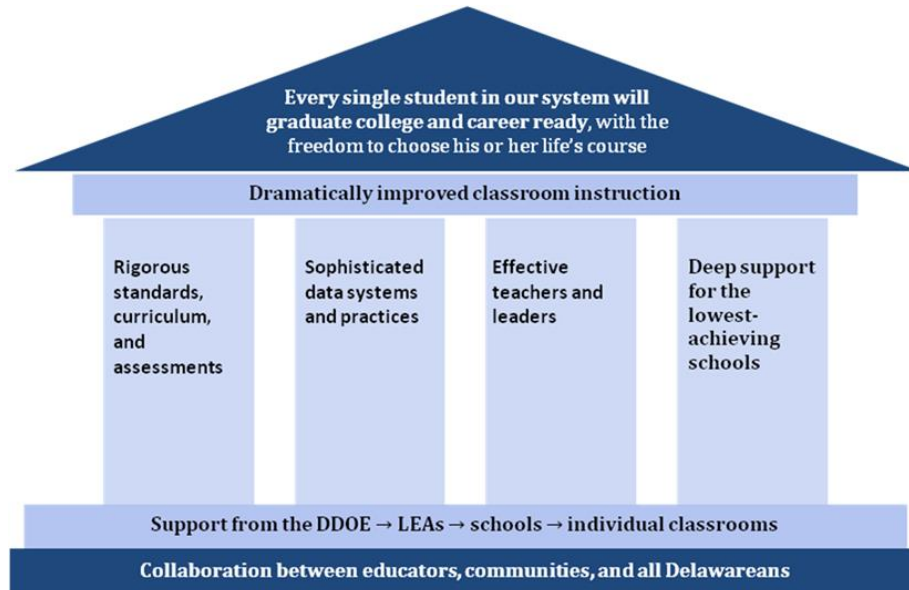 Every single student in our system will
graduate college and career ready, with the
freedom to choose his or her life's course
Dramatically improved classroom instruction
Rigorous
standards,
curriculum,
and
assessments
Sophisticated
data systems
and practices
Effective
teachers and
leaders
Deep support
for the
lowest-
achieving
schools
Support from the DDOE → LEAs → schools → individual classrooms
Collaboration between educators, communities, and all Delawareans